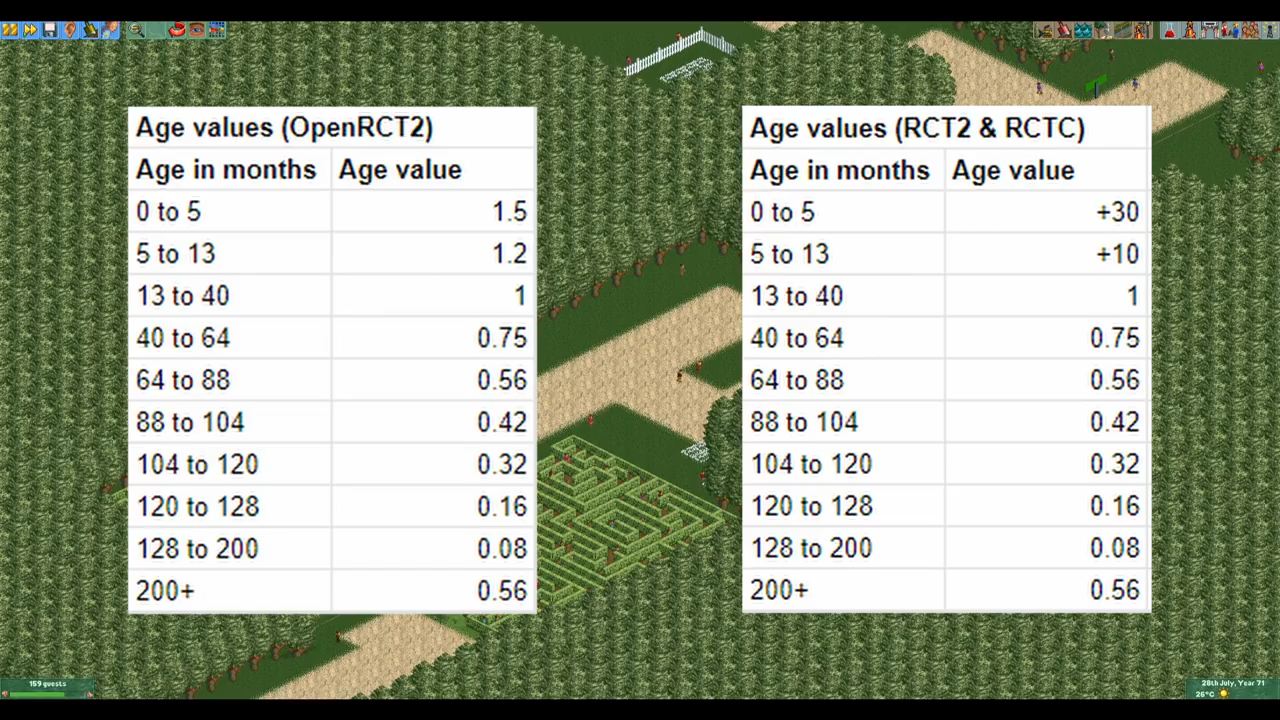 Age values (OpenRCT2)
Age in months Age value
0 to 5 1.5
5 to 13 1.2
13 to 40 1
40 to 64 0.75
64 to 88 0.56
88 to 104 0.42
104 to 120 0.32
120 to 128 0.16
128 to 200 0.08
200+ 0.56
Age values (RCT2 & RCTC)
Age in months Age value
0 to 5 +30
5 to 13 +10
13 to 40 1
40 to 64 0.75
64 to 88 0.56
88 to 104 0.42
104 to 120 0.32
120 to 128 0.16
128 to 200 0.08
200+ 0.56
159 guests
28th July, Year 71
26°C